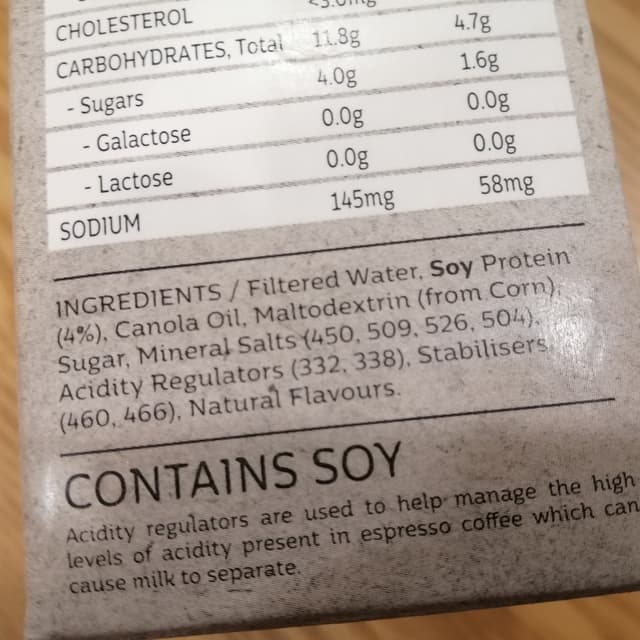 CHOLESTEROL
CARBOHYDRATES, Total 11.8g 4.7g
- Sugars 4.0g 1.6g
- Galactose 0.0g 0.0g
- Lactose 0.0g 0.0g
SODIUM 145mg 58mg
INGREDIENTS / Filtered Water, Soy Protein
(4%), Canola Oil, Maltodextrin (from Corn),
Sugar, Mineral Salts (450, 509, 526, 504),
Acidity Regulators (332, 338), Stabilisers
(460, 466), Natural Flavours.
CONTAINS SOY
Acidity regulators are used to help manage the high
levels of acidity present in espresso coffee which can
cause milk to separate.